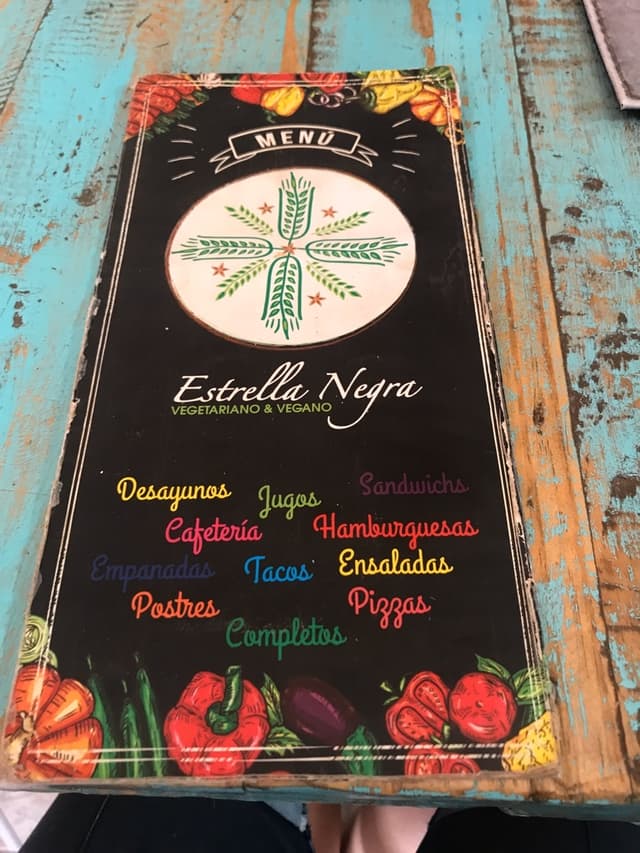 MENÚ
Estrella Negra
VEGETARIANO & VEGANO
Desayunos Jugos Sandwichs
Cafetería Hamburguesas
Empanadas Tacos Ensaladas
Postres Pizzas
Completos